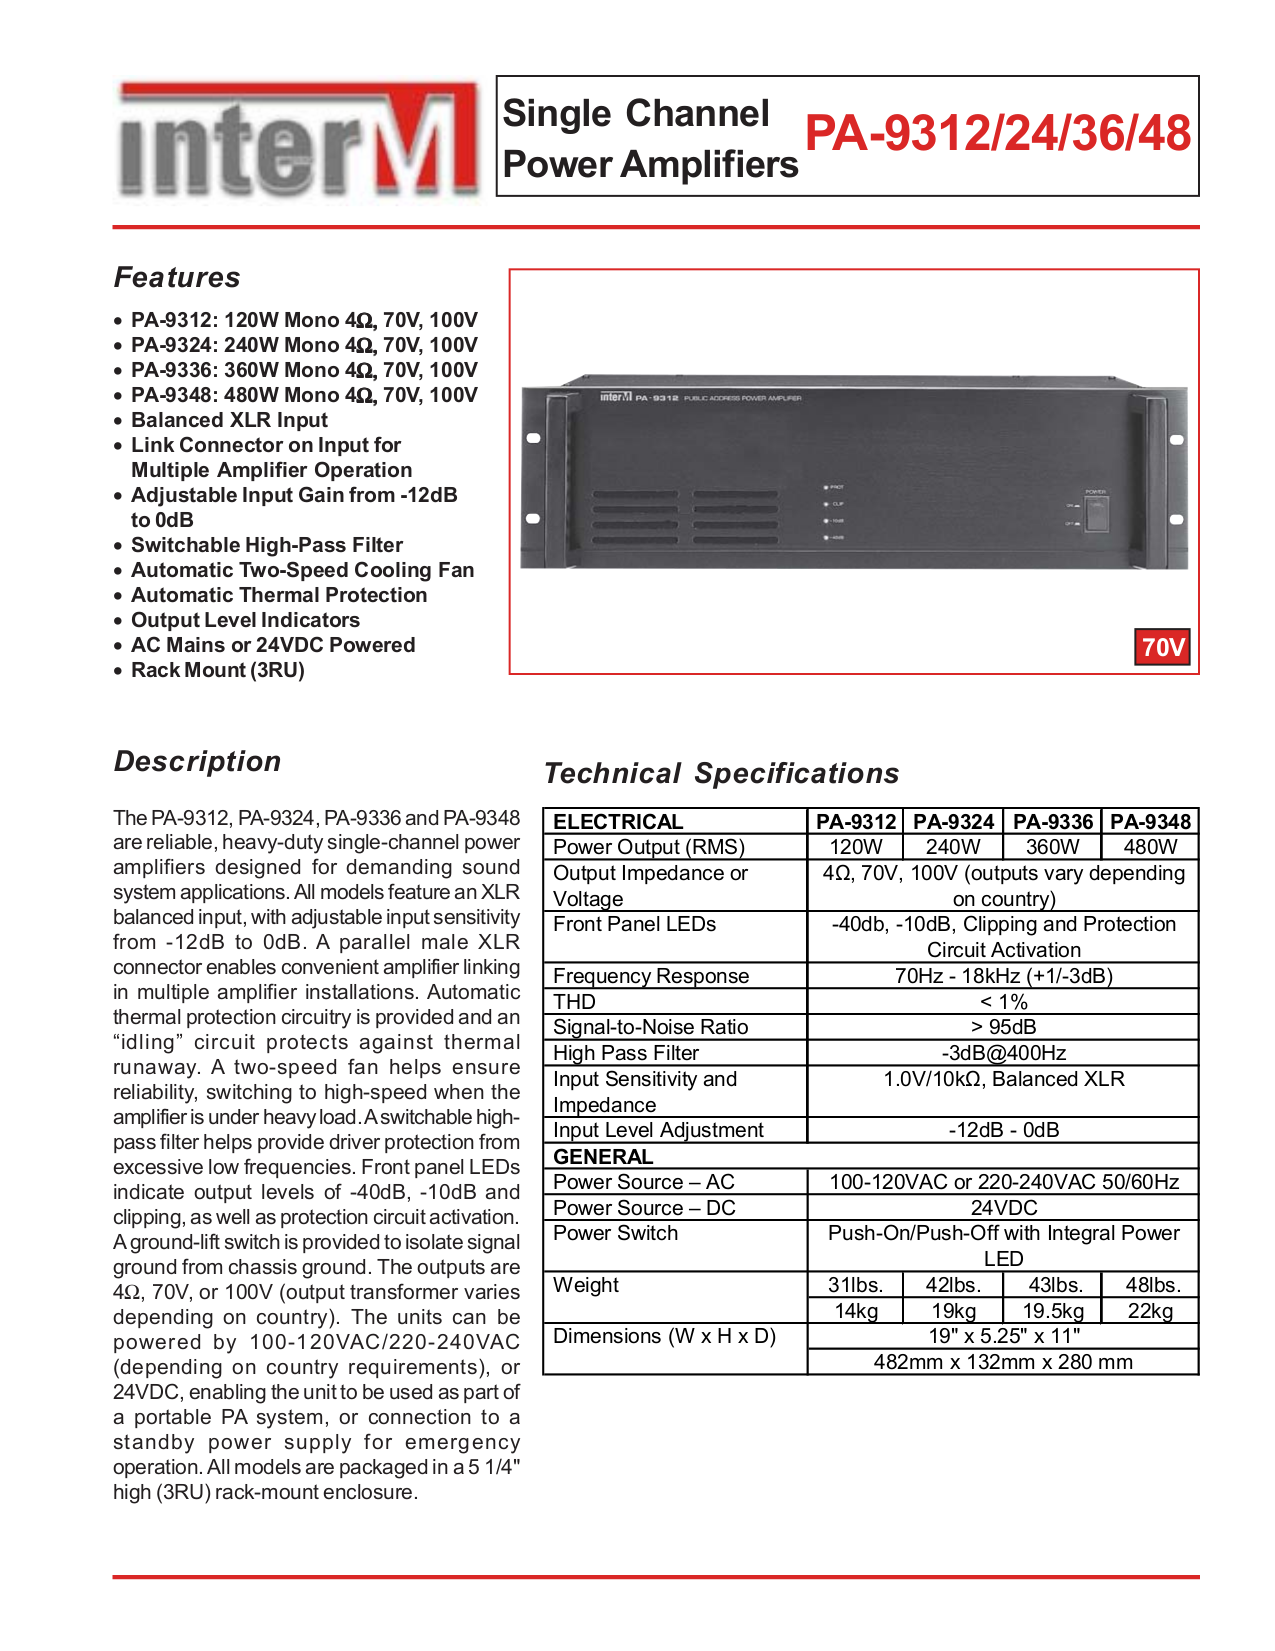 interM
Single Channel
Power Amplifiers
PA-9312/24/36/48
Features
• PA-9312: 120W Mono 4Ω, 70V, 100V
• PA-9324: 240W Mono 4Ω, 70V, 100V
• PA-9336: 360W Mono 4Ω, 70V, 100V
• PA-9348: 480W Mono 4Ω, 70V, 100V
• Balanced XLR Input
• Link Connector on Input for
Multiple Amplifier Operation
• Adjustable Input Gain from -12dB
to 0dB
• Switchable High-Pass Filter
• Automatic Two-Speed Cooling Fan
• Automatic Thermal Protection
• Output Level Indicators
• AC Mains or 24VDC Powered
• Rack Mount (3RU)
interM PA-9312 PUBLIC ADDRESS POWER AMPLIFIER
PROT
CLIP
-10dB
-40dB
POWER
ON
OFF
70V
Description
The PA-9312, PA-9324, PA-9336 and PA-9348
are reliable, heavy-duty single-channel power
amplifiers designed for demanding sound
system applications. All models feature an XLR
balanced input, with adjustable input sensitivity
from -12dB to 0dB. A parallel male XLR
connector enables convenient amplifier linking
in multiple amplifier installations. Automatic
thermal protection circuitry is provided and an
“idling” circuit protects against thermal
runaway. A two-speed fan helps ensure
reliability, switching to high-speed when the
amplifier is under heavy load. A switchable high-
pass filter helps provide driver protection from
excessive low frequencies. Front panel LEDs
indicate output levels of -40dB, -10dB and
clipping, as well as protection circuit activation.
A ground-lift switch is provided to isolate signal
ground from chassis ground. The outputs are
4Ω, 70V, or 100V (output transformer varies
depending on country). The units can be
powered by 100-120VAC/220-240VAC
(depending on country requirements), or
24VDC, enabling the unit to be used as part of
a portable PA system, or connection to a
standby power supply for emergency
operation. All models are packaged in a 5 1/4"
high (3RU) rack-mount enclosure.
Technical Specifications
ELECTRICAL PA-9312 PA-9324 PA-9336 PA-9348
Power Output (RMS) 120W 240W 360W 480W
Output Impedance or 4Ω, 70V, 100V (outputs vary depending
Voltage on country)
Front Panel LEDs -40db, -10dB, Clipping and Protection
Circuit Activation
Frequency Response 70Hz - 18kHz (+1/-3dB)
THD < 1%
Signal-to-Noise Ratio > 95dB
High Pass Filter -3dB@400Hz
Input Sensitivity and 1.0V/10kΩ, Balanced XLR
Impedance
Input Level Adjustment -12dB - 0dB
GENERAL
Power Source – AC 100-120VAC or 220-240VAC 50/60Hz
Power Source – DC 24VDC
Power Switch Push-On/Push-Off with Integral Power
LED
Weight 31lbs. 42lbs. 43lbs. 48lbs.
14kg 19kg 19.5kg 22kg
Dimensions (W x H x D) 19" x 5.25" x 11"
482mm x 132mm x 280 mm